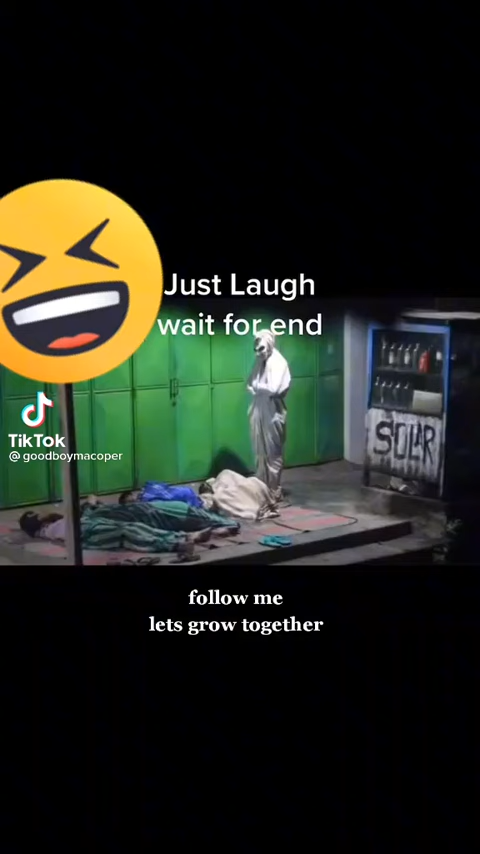 Just Laugh
wait for end
TikTok
@ goodboymacoper
SOLAR
follow me
lets grow together